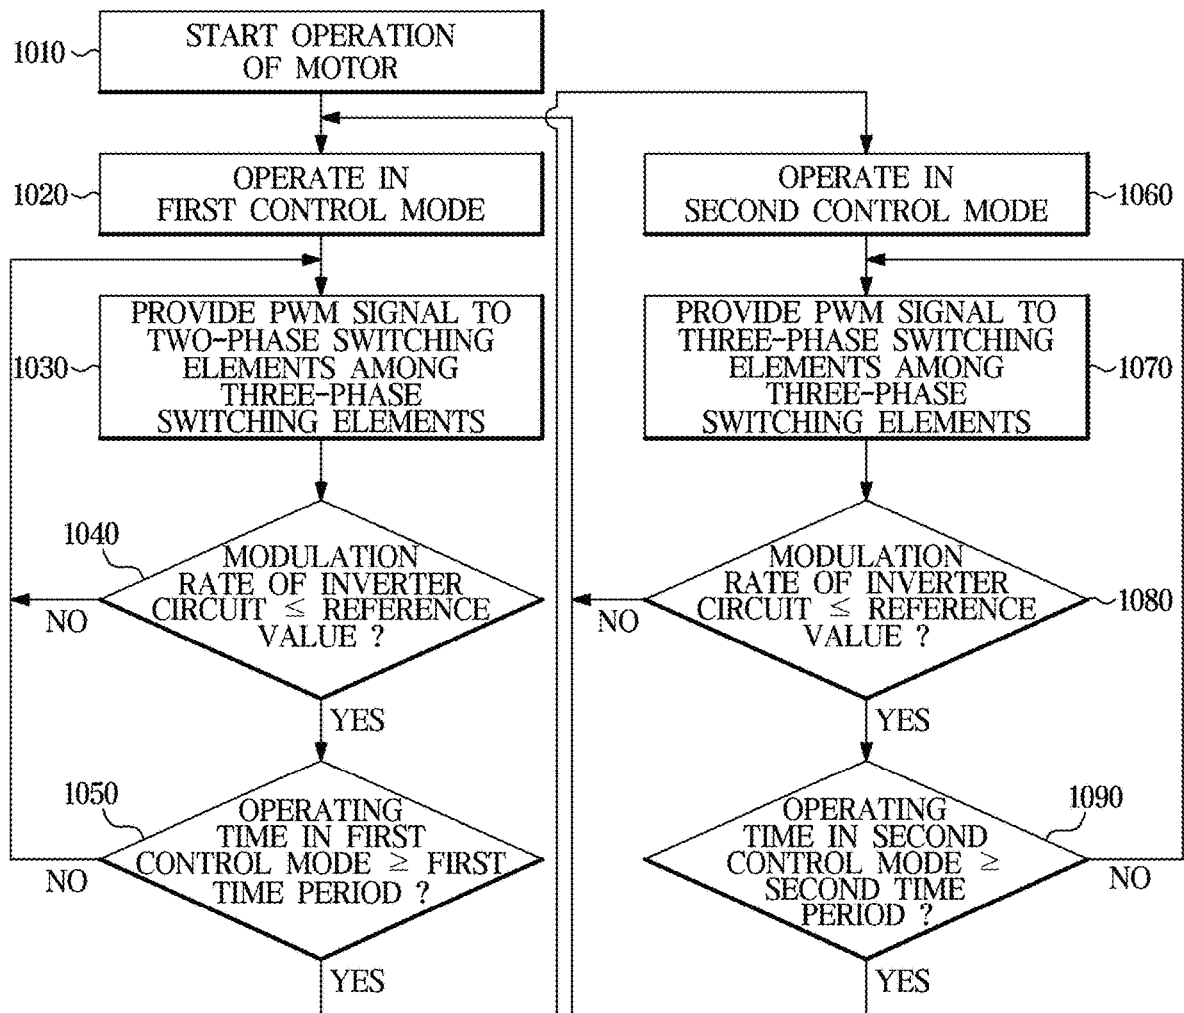 1010
START OPERATION
OF MOTOR
1020
OPERATE IN
FIRST CONTROL MODE
1030
PROVIDE PWM SIGNAL TO
TWO-PHASE SWITCHING
ELEMENTS AMONG
THREE-PHASE
SWITCHING ELEMENTS
1040
MODULATION
RATE OF INVERTER
CIRCUIT ≤ REFERENCE
VALUE ?
NO
YES
1050
OPERATING
TIME IN FIRST
CONTROL MODE ≥ FIRST
TIME PERIOD ?
NO
YES
OPERATE IN
SECOND CONTROL MODE
1060
PROVIDE PWM SIGNAL TO
THREE-PHASE SWITCHING
ELEMENTS AMONG
THREE-PHASE
SWITCHING ELEMENTS
1070
MODULATION
RATE OF INVERTER
CIRCUIT ≤ REFERENCE
VALUE ?
1080
NO
YES
1090
OPERATING
TIME IN SECOND
CONTROL MODE ≥
SECOND TIME
PERIOD ?
NO
YES